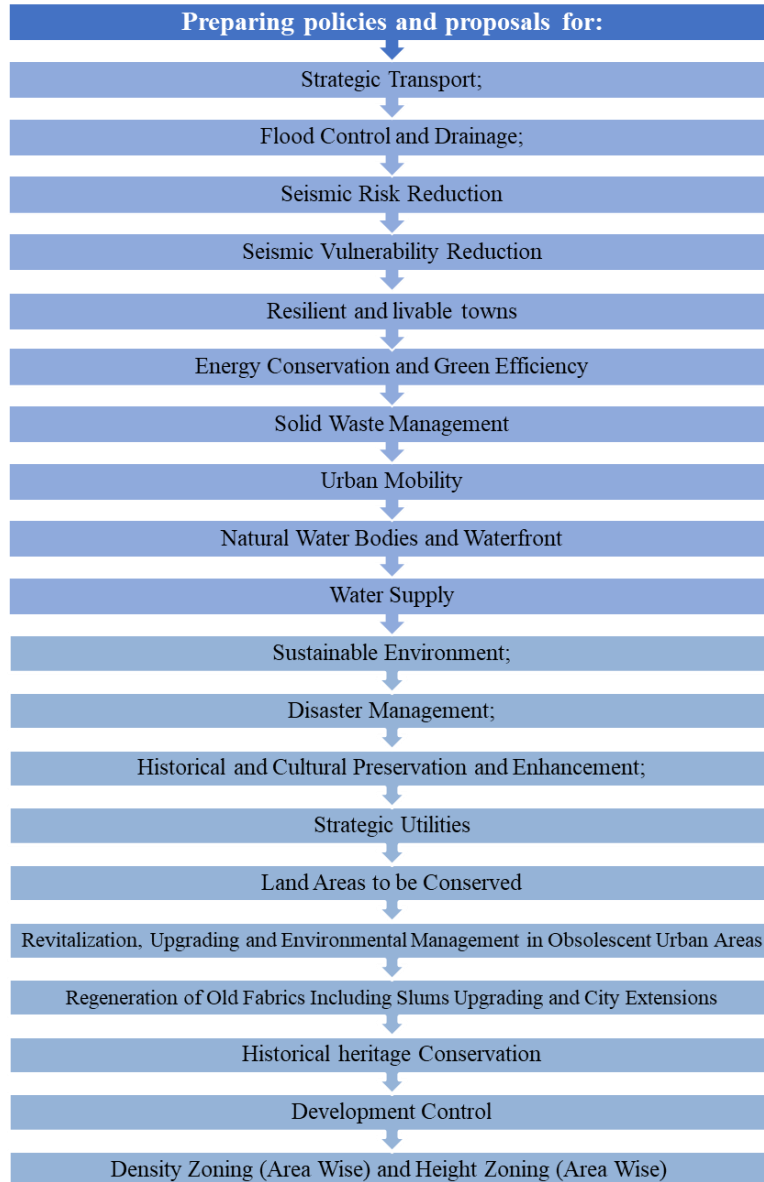 Preparing policies and proposals for:
Strategic Transport;
Flood Control and Drainage;
Seismic Risk Reduction
Seismic Vulnerability Reduction
Resilient and livable towns
Energy Conservation and Green Efficiency
Solid Waste Management
Urban Mobility
Natural Water Bodies and Waterfront
Water Supply
Sustainable Environment;
Disaster Management;
Historical and Cultural Preservation and Enhancement;
Strategic Utilities
Land Areas to be Conserved
Revitalization, Upgrading and Environmental Management in Obsolescent Urban Areas
Regeneration of Old Fabrics Including Slums Upgrading and City Extensions
Historical heritage Conservation
Development Control
Density Zoning (Area Wise) and Height Zoning (Area Wise)